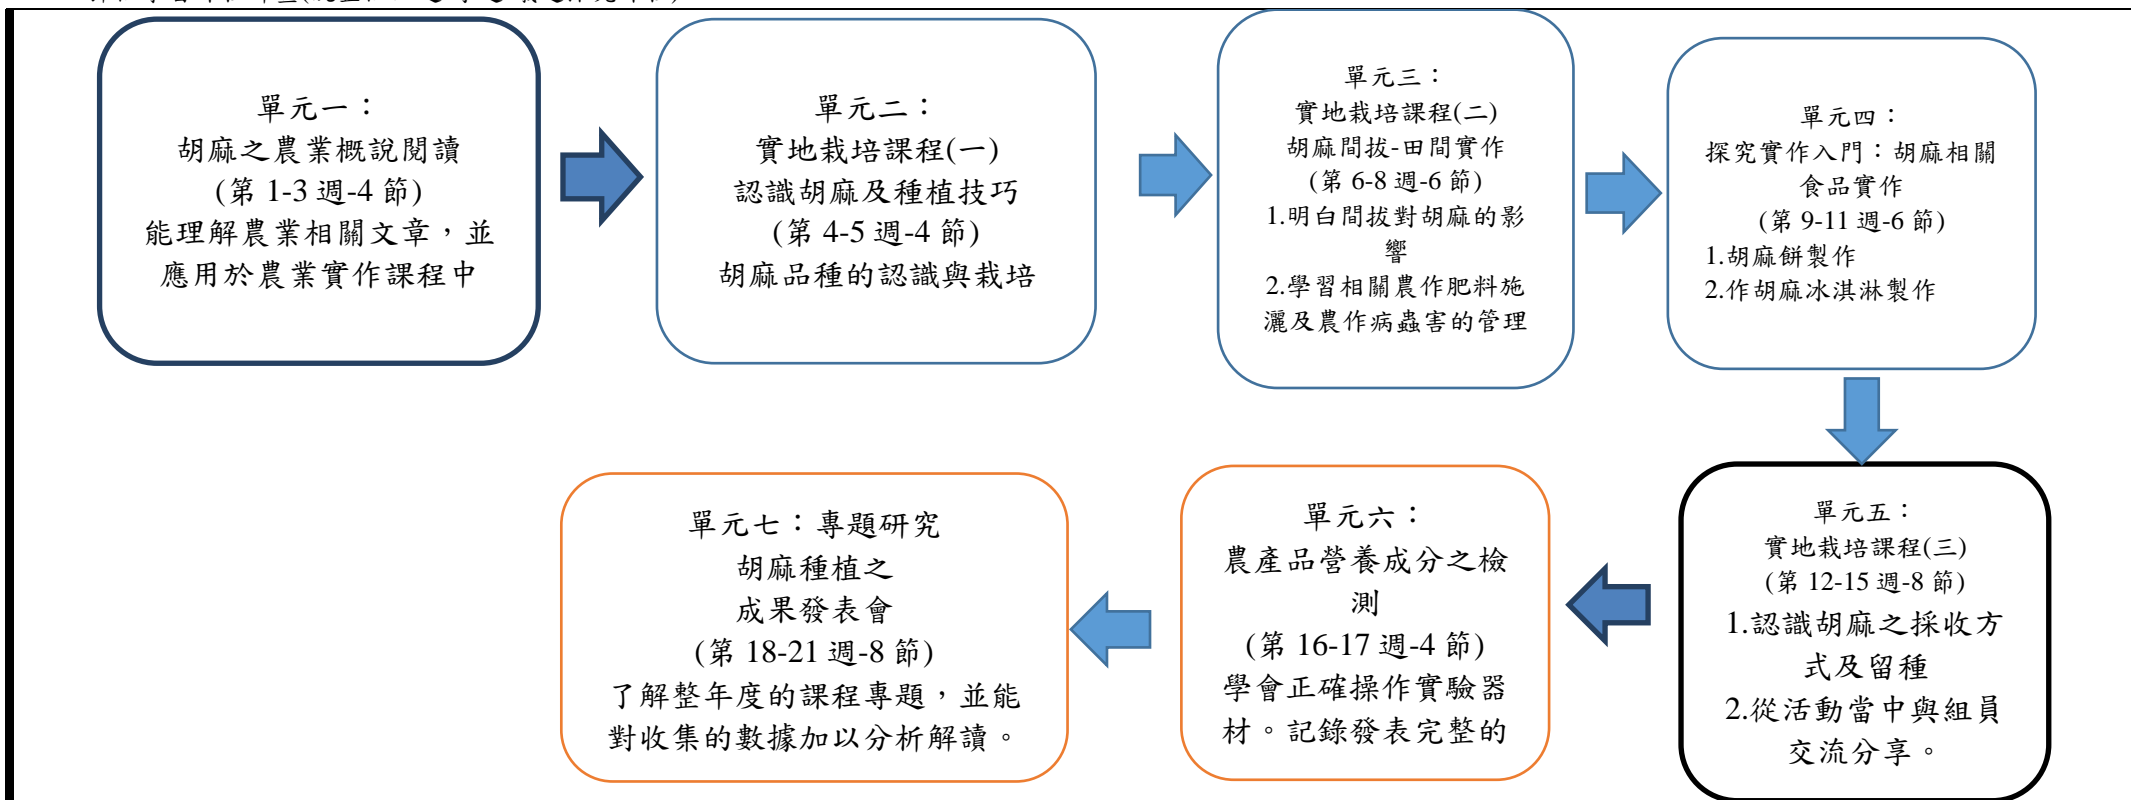 單元一：
胡麻之農業概說閱讀
(第 1-3 週-4 節)
能理解農業相關文章，並
應用於農業實作課程中
單元二：
實地栽培課程(一)
認識胡麻及種植技巧
(第 4-5 週-4 節)
胡麻品種的認識與栽培
單元三：
實地栽培課程(二)
胡麻間拔-田間實作
(第 6-8 週-6 節)
1.明白間拔對胡麻的影
響
2.學習相關農作肥料施
灑及農作病蟲害的管理
單元四：
探究實作入門：胡麻相關
食品實作
(第 9-11 週-6 節)
1.胡麻餅製作
2.作胡麻冰淇淋製作
單元五：
實地栽培課程(三)
(第 12-15 週-8 節)
1.認識胡麻之採收方
式及留種
2.從活動當中與組員
交流分享。
單元六：
農產品營養成分之檢
測
(第 16-17 週-4 節)
學會正確操作實驗器
材。記錄發表完整的
單元七：專題研究
胡麻種植之
成果發表會
(第 18-21 週-8 節)
了解整年度的課程專題，並能
對收集的數據加以分析解讀。